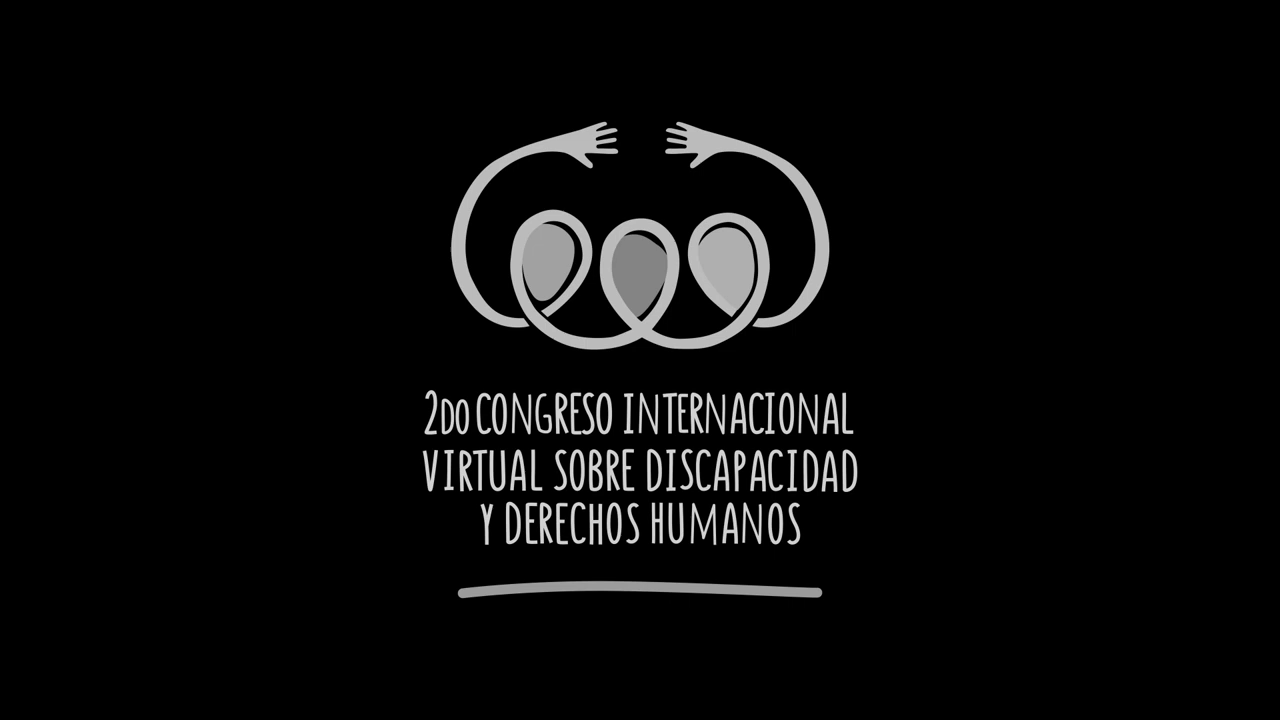 2DO CONGRESO INTERNACIONAL
VIRTUAL SOBRE DISCAPACIDAD
Y DERECHOS HUMANOS